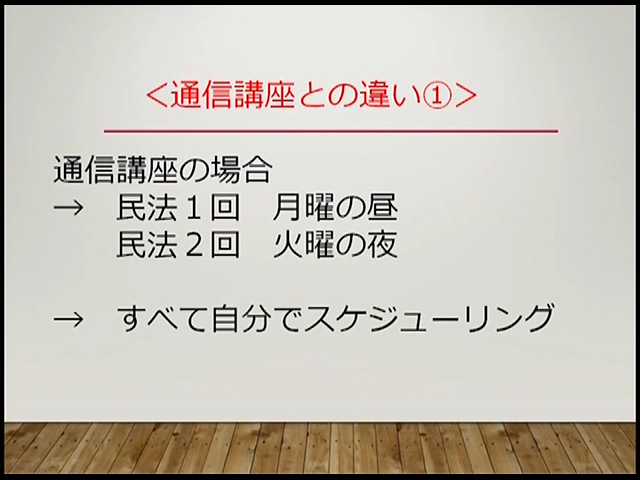 ＜通信講座との違い①＞
通信講座の場合
→　民法１回　月曜の昼
民法２回　火曜の夜
→　すべて自分でスケジューリング